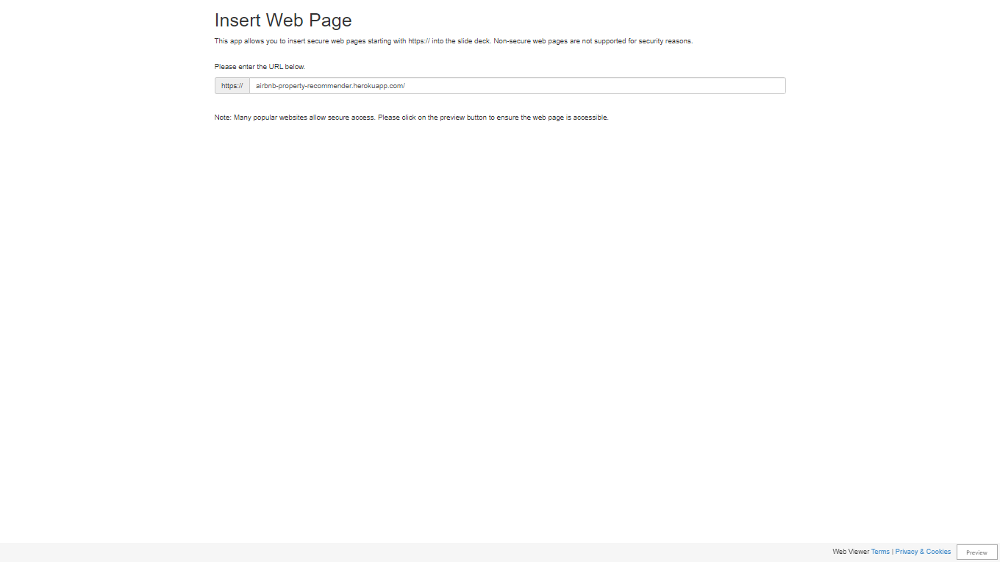 Insert Web Page
This app allows you to insert secure web pages starting with https:// into the slide deck. Non-secure web pages are not supported for security reasons.
Please enter the URL below.
https:// airbnb-property-recommender.herokuapp.com/
Note: Many popular websites allow secure access. Please click on the preview button to ensure the web page is accessible.
Web Viewer Terms | Privacy & Cookies Preview